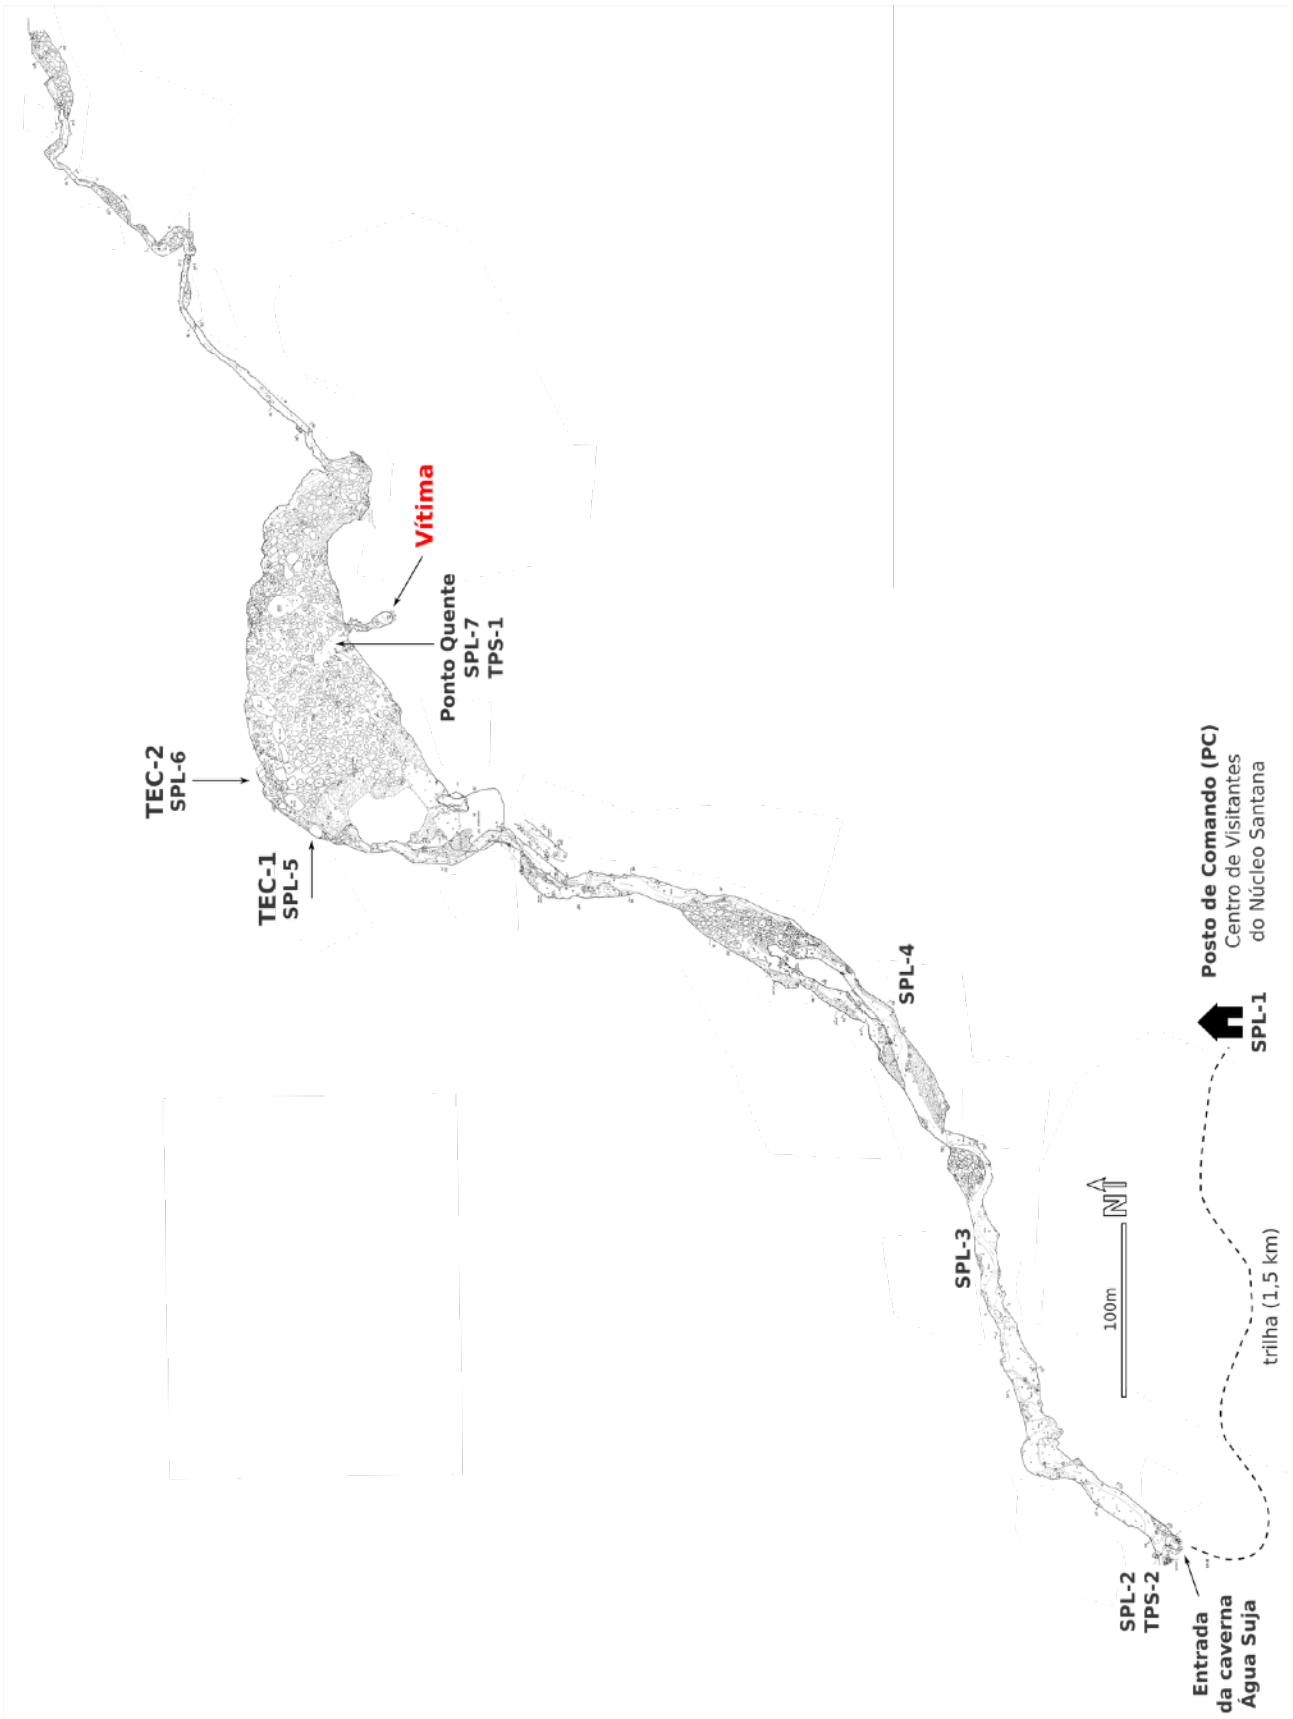 Vítima
Ponto Quente
SPL-7
TPS-1
TEC-2
SPL-6
TEC-1
SPL-5
SPL-4
Posto de Comando (PC)
Centro de Visitantes
do Núcleo Santana
SPL-1
SPL-3
N
100m
trilha (1,5 km)
SPL-2
TPS-2
Entrada
da caverna
Água Suja